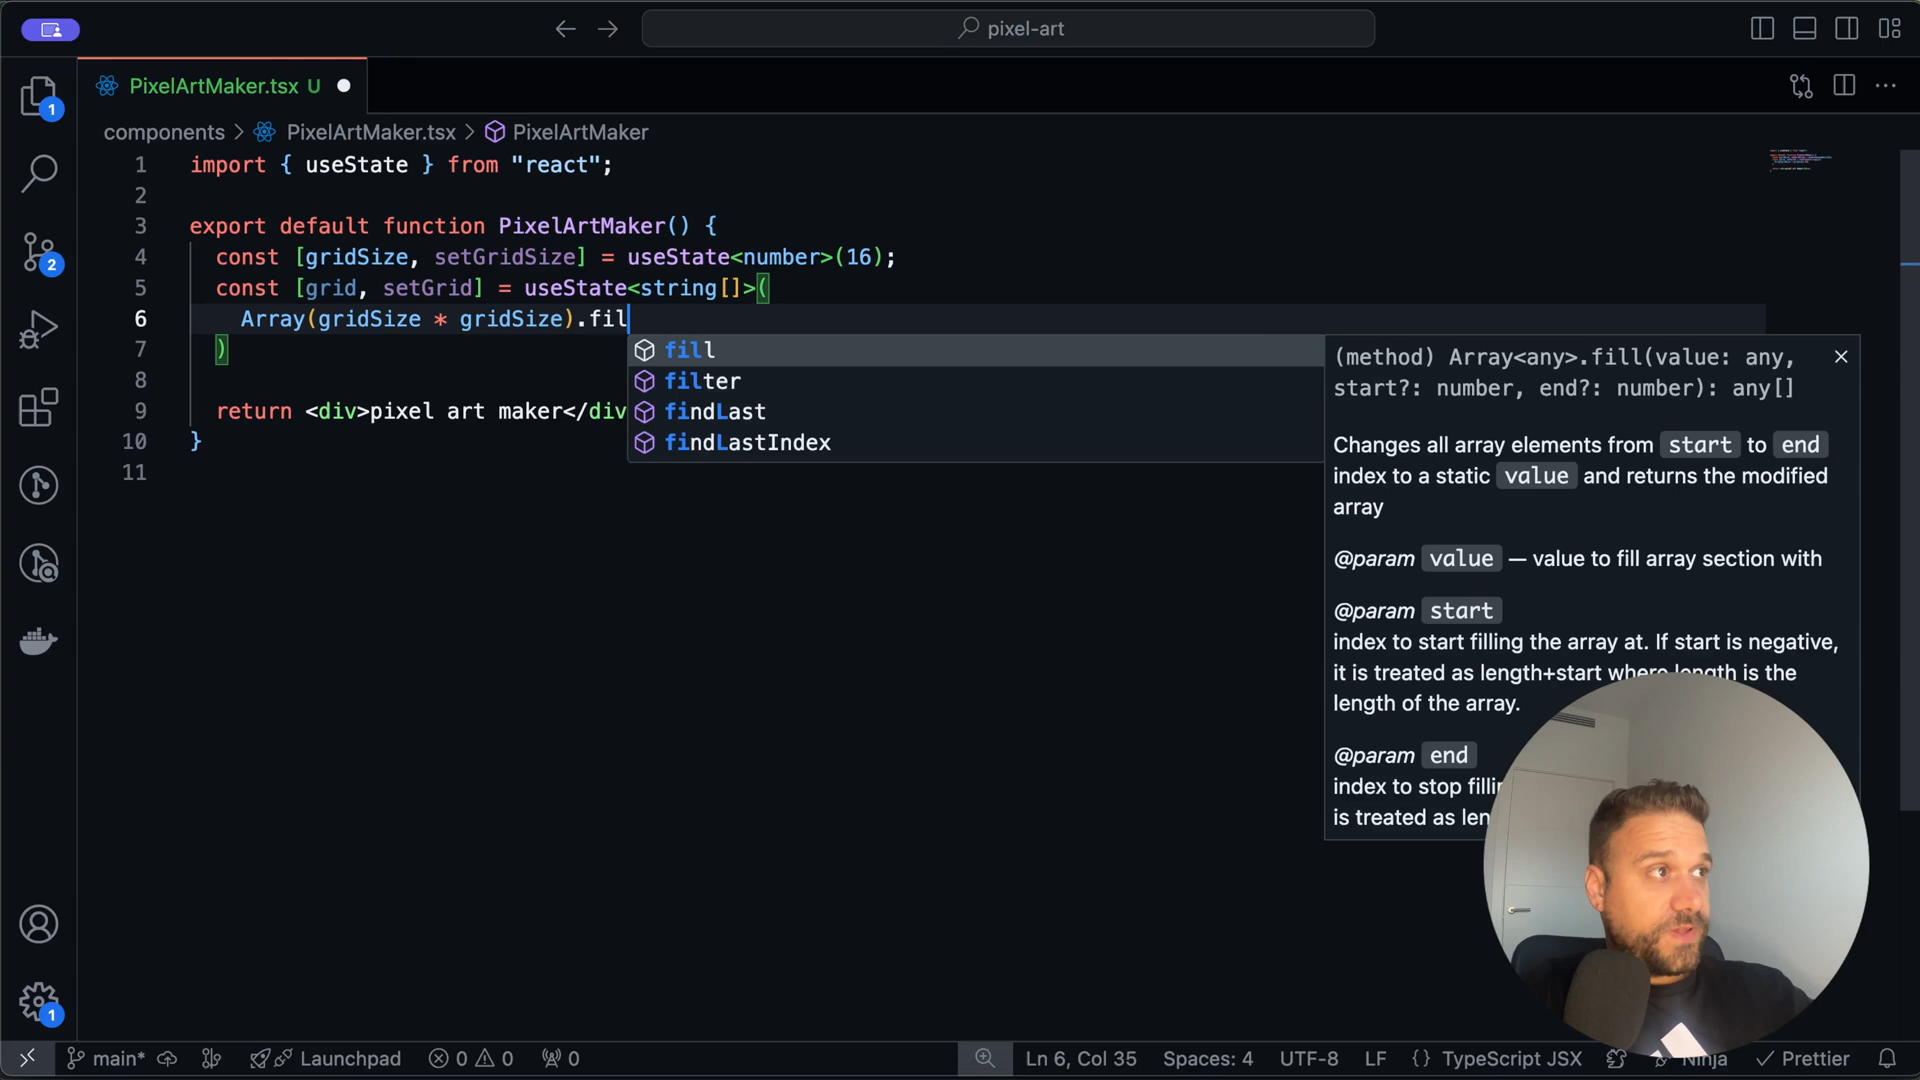 pixel-art
PixelArtMaker.tsx U
components > PixelArtMaker.tsx > PixelArtMaker
1 import { useState } from "react";
2
3 export default function PixelArtMaker() {
4 const [gridSize, setGridSize] = useState<number>(16);
5 const [grid, setGrid] = useState<string[]>(
6 Array(gridSize * gridSize).fil
7 )
8
9 return <div>pixel art maker</div
10 }
11
fill
filter
findLast
findLastIndex
(method) Array<any>.fill(value: any,
start?: number, end?: number): any[]
Changes all array elements from start to end
index to a static value and returns the modified
array
@param value — value to fill array section with
@param start
index to start filling the array at. If start is negative,
it is treated as length+start where length is the
length of the array.
@param end
index to stop
is treated as
1
2
1
main* Launchpad 0 0 0 Ln 6, Col 35 Spaces: 4 UTF-8 LF {} TypeScript JSX Ninja Prettier